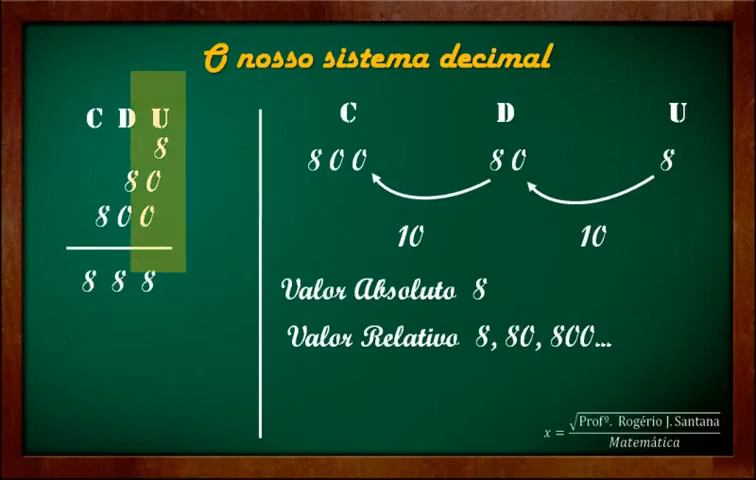 O nosso sistema decimal
C D U
8
8 0
8 0 0
8 8 8
C D U
8 0 0 8 0 8
10 10
Valor Absoluto 8
Valor Relativo 8, 80, 800...
x = √Profº. Rogério J. Santana
Matemática